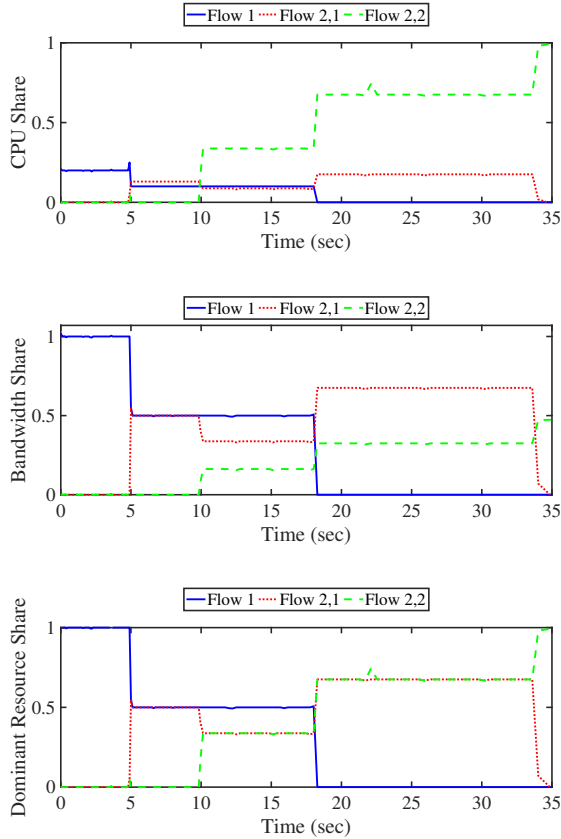 Flow 1 Flow 2,1 Flow 2,2
1
0.5
0
CPU Share
0 5 10 15 20 25 30 35
Time (sec)
Flow 1 Flow 2,1 Flow 2,2
1
0.5
0
Bandwidth Share
0 5 10 15 20 25 30 35
Time (sec)
Flow 1 Flow 2,1 Flow 2,2
1
0.5
0
Dominant Resource Share
0 5 10 15 20 25 30 35
Time (sec)